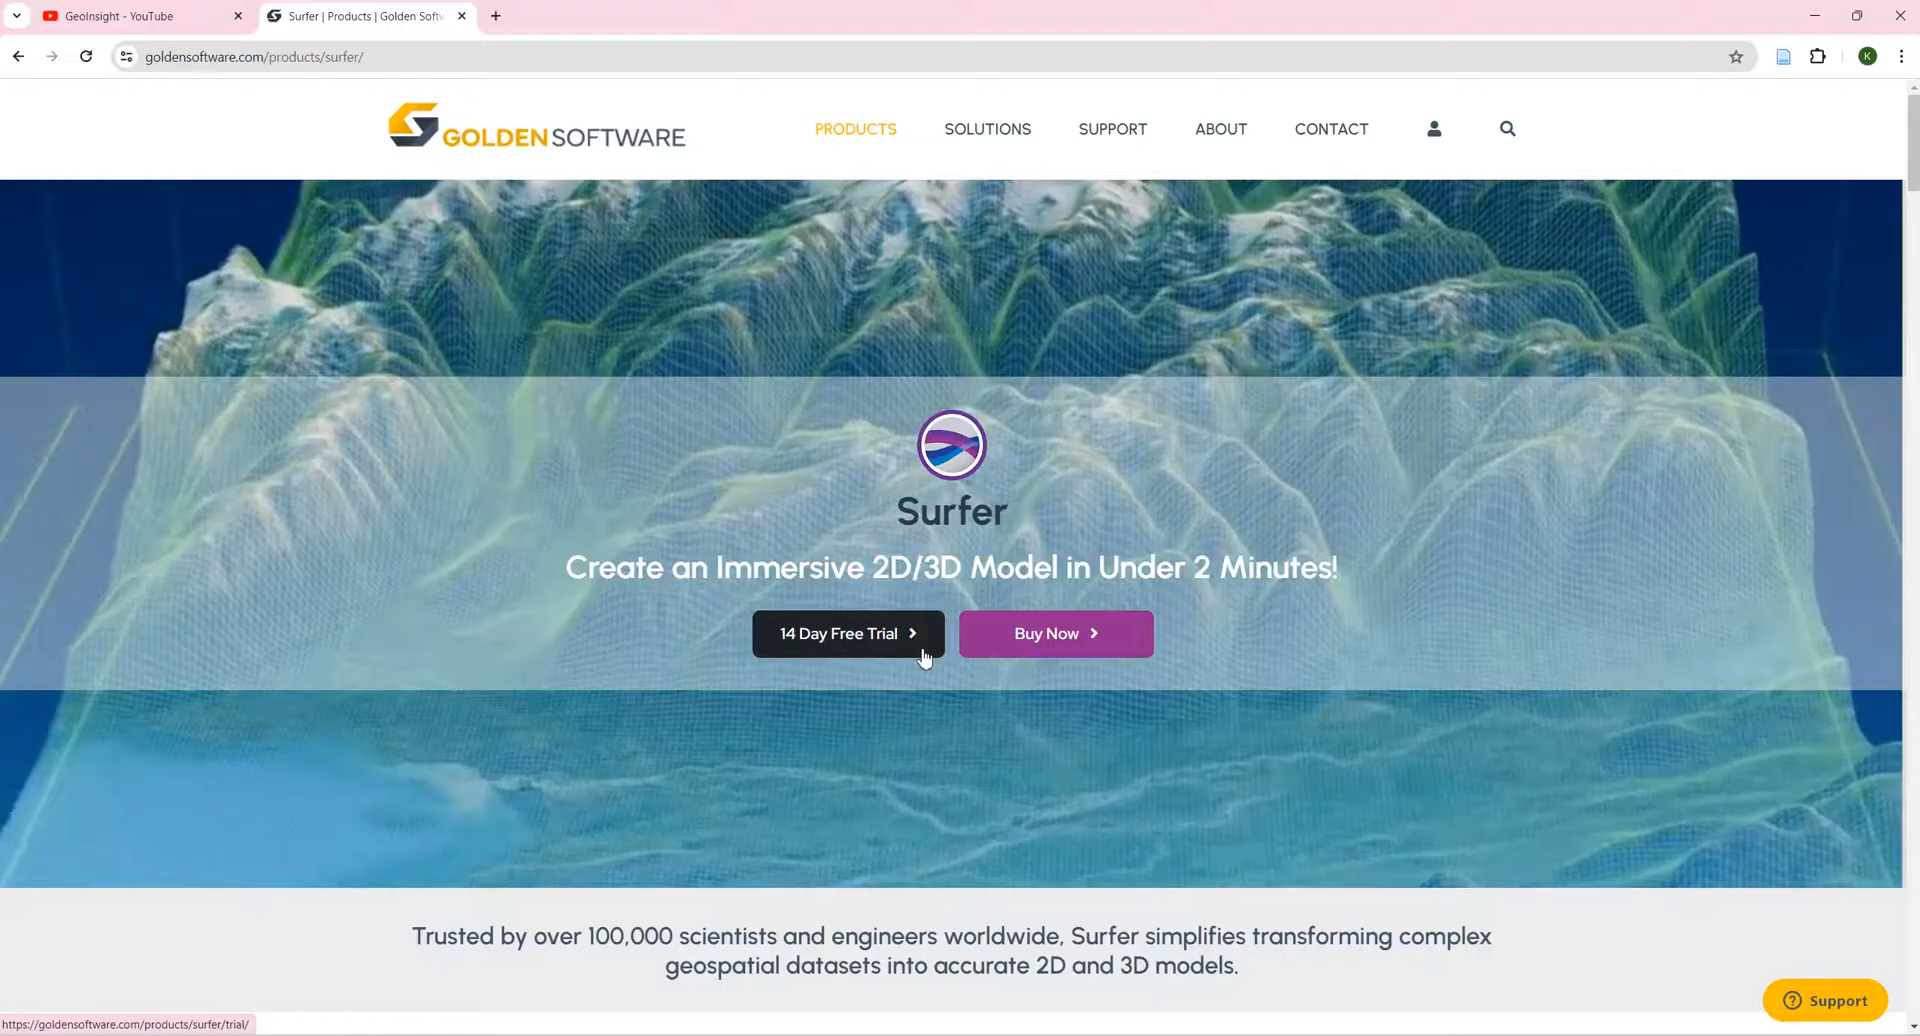 GeoInsight - YouTube
Surfer | Products | Golden Softw
goldensoftware.com/products/surfer/
K
GOLDENSOFTWARE
PRODUCTS
SOLUTIONS
SUPPORT
ABOUT
CONTACT
Surfer
Create an Immersive 2D/3D Model in Under 2 Minutes!
14 Day Free Trial
Buy Now
Trusted by over 100,000 scientists and engineers worldwide, Surfer simplifies transforming complex
geospatial datasets into accurate 2D and 3D models.
Support
https://goldensoftware.com/products/surfer/trial/